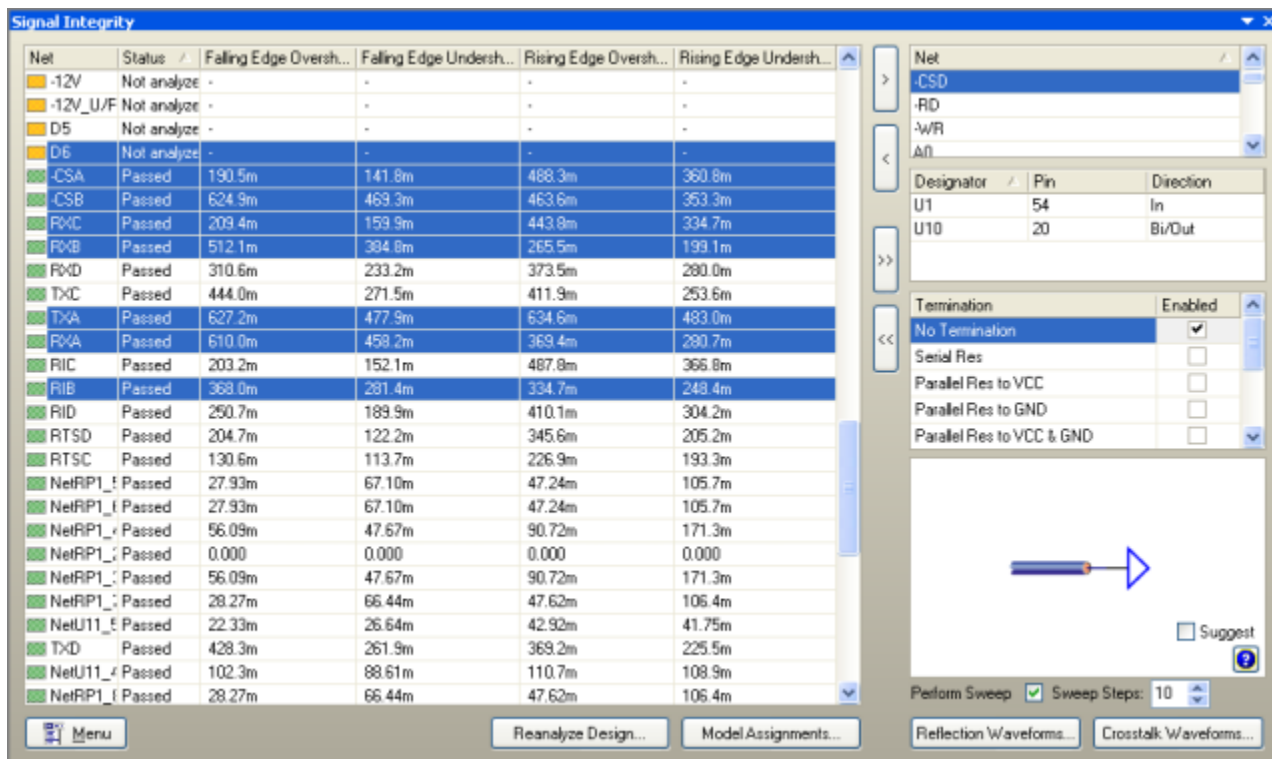 Signal Integrity
Net Status Falling Edge Oversh... Falling Edge Undersh... Rising Edge Oversh... Rising Edge Undersh...
-12V Not analyze - - - -
-12V_U/F Not analyze - - - -
D5 Not analyze - - - -
D6 Not analyze - - - -
-CSA Passed 190.5m 141.8m 488.3m 360.8m
-CSB Passed 624.9m 469.3m 463.6m 353.3m
RXC Passed 209.4m 159.9m 443.8m 334.7m
RXB Passed 512.1m 384.8m 265.5m 199.1m
RXD Passed 310.6m 233.2m 373.5m 280.0m
TXC Passed 444.0m 271.5m 411.9m 253.6m
TXA Passed 627.2m 477.9m 634.6m 483.0m
RXA Passed 610.0m 458.2m 369.4m 280.7m
RIC Passed 203.2m 152.1m 487.8m 366.8m
RIB Passed 368.0m 281.4m 334.7m 248.4m
RID Passed 250.7m 189.9m 410.1m 304.2m
RTSD Passed 204.7m 122.2m 345.6m 205.2m
RTSC Passed 130.6m 113.7m 226.9m 193.3m
Passed 27.93m 67.10m 47.24m 105.7m
Passed 27.93m 67.10m 47.24m 105.7m
Passed 56.09m 47.67m 90.72m 171.3m
Passed 0.000 0.000 0.000 0.000
Passed 56.09m 47.67m 90.72m 171.3m
Passed 28.27m 66.44m 47.62m 106.4m
Passed 22.33m 26.64m 42.92m 41.75m
TXD Passed 428.3m 261.9m 369.2m 225.5m
Passed 102.3m 88.61m 110.7m 108.9m
Passed 28.27m 66.44m 47.62m 106.4m
Menu
Reanalyze Design...
Model Assignments...
>
<
>>
<<
Net
-CSD
-RD
-WR
A0
Designator Pin Direction
U1 54 In
U10 20 Bi/Out
Termination Enabled
No Termination
Serial Res
Parallel Res to VCC
Parallel Res to GND
Parallel Res to VCC & GND
Suggest
?
Perform Sweep Sweep Steps: 10
Reflection Waveforms...
Crosstalk Waveforms...